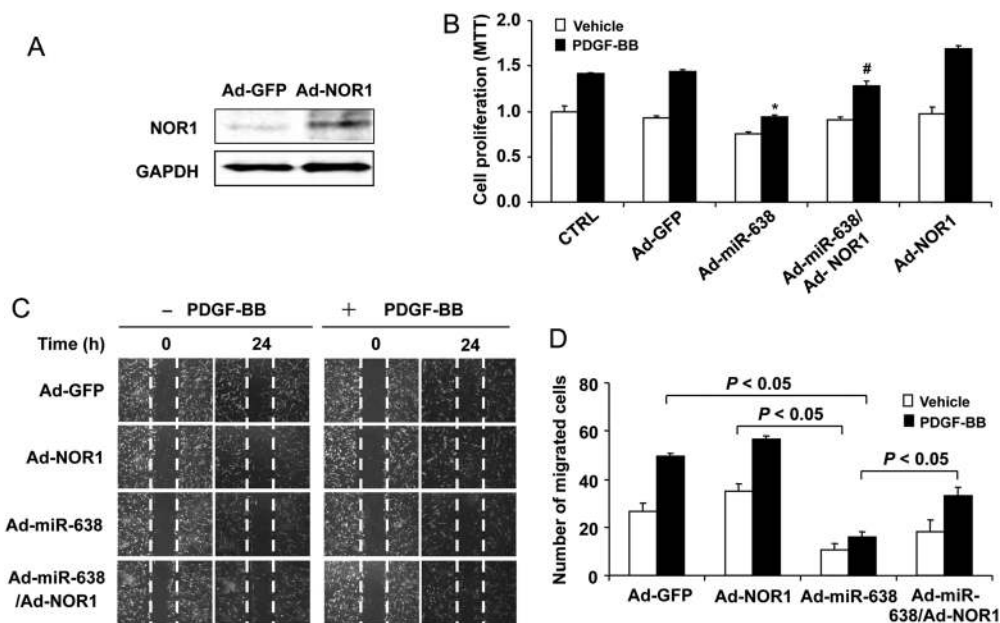 A
Ad-GFP Ad-NOR1
NOR1
GAPDH
B
Cell proliferation (MTT)
Vehicle
PDGF-BB
2.0
1.5
1.0
0.5
0.0
*
#
CTRL
Ad-GFP
Ad-miR-638
Ad-miR-638/
Ad- NOR1
Ad-NOR1
C
– PDGF-BB
+ PDGF-BB
Time (h) 0 24 0 24
Ad-GFP
Ad-NOR1
Ad-miR-638
Ad-miR-638
/Ad-NOR1
D
Number of migrated cells
80
60
40
20
0
P < 0.05
P < 0.05
P < 0.05
Vehicle
PDGF-BB
Ad-GFP
Ad-NOR1
Ad-miR-638
Ad-miR-
638/Ad-NOR1